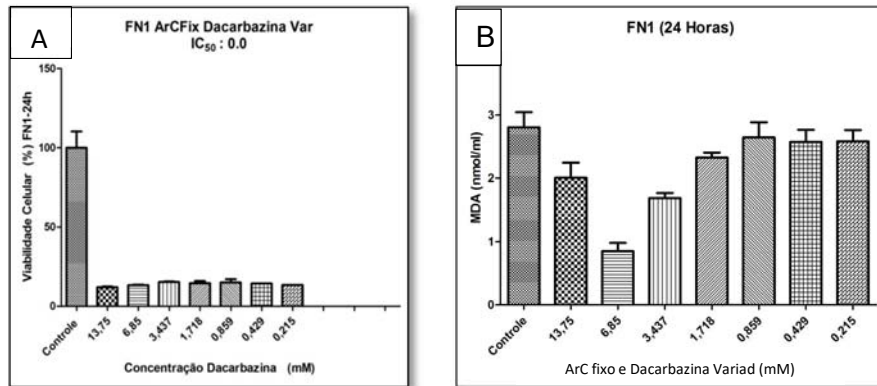 A
FN1 ArCFix Dacarbazina Var
IC50 : 0.0
Viabilidade Celular (%) FN1-24h
150
100
50
0
Controle
13,75
6,85
3,437
1,718
0,859
0,429
0,215
Concentração Dacarbazina (mM)
B
FN1 (24 Horas)
MDA (nmol/ml)
3
2
1
0
Controle
13,75
6,85
3,437
1,718
0,859
0,429
0,215
ArC fixo e Dacarbazina Variad (mM)